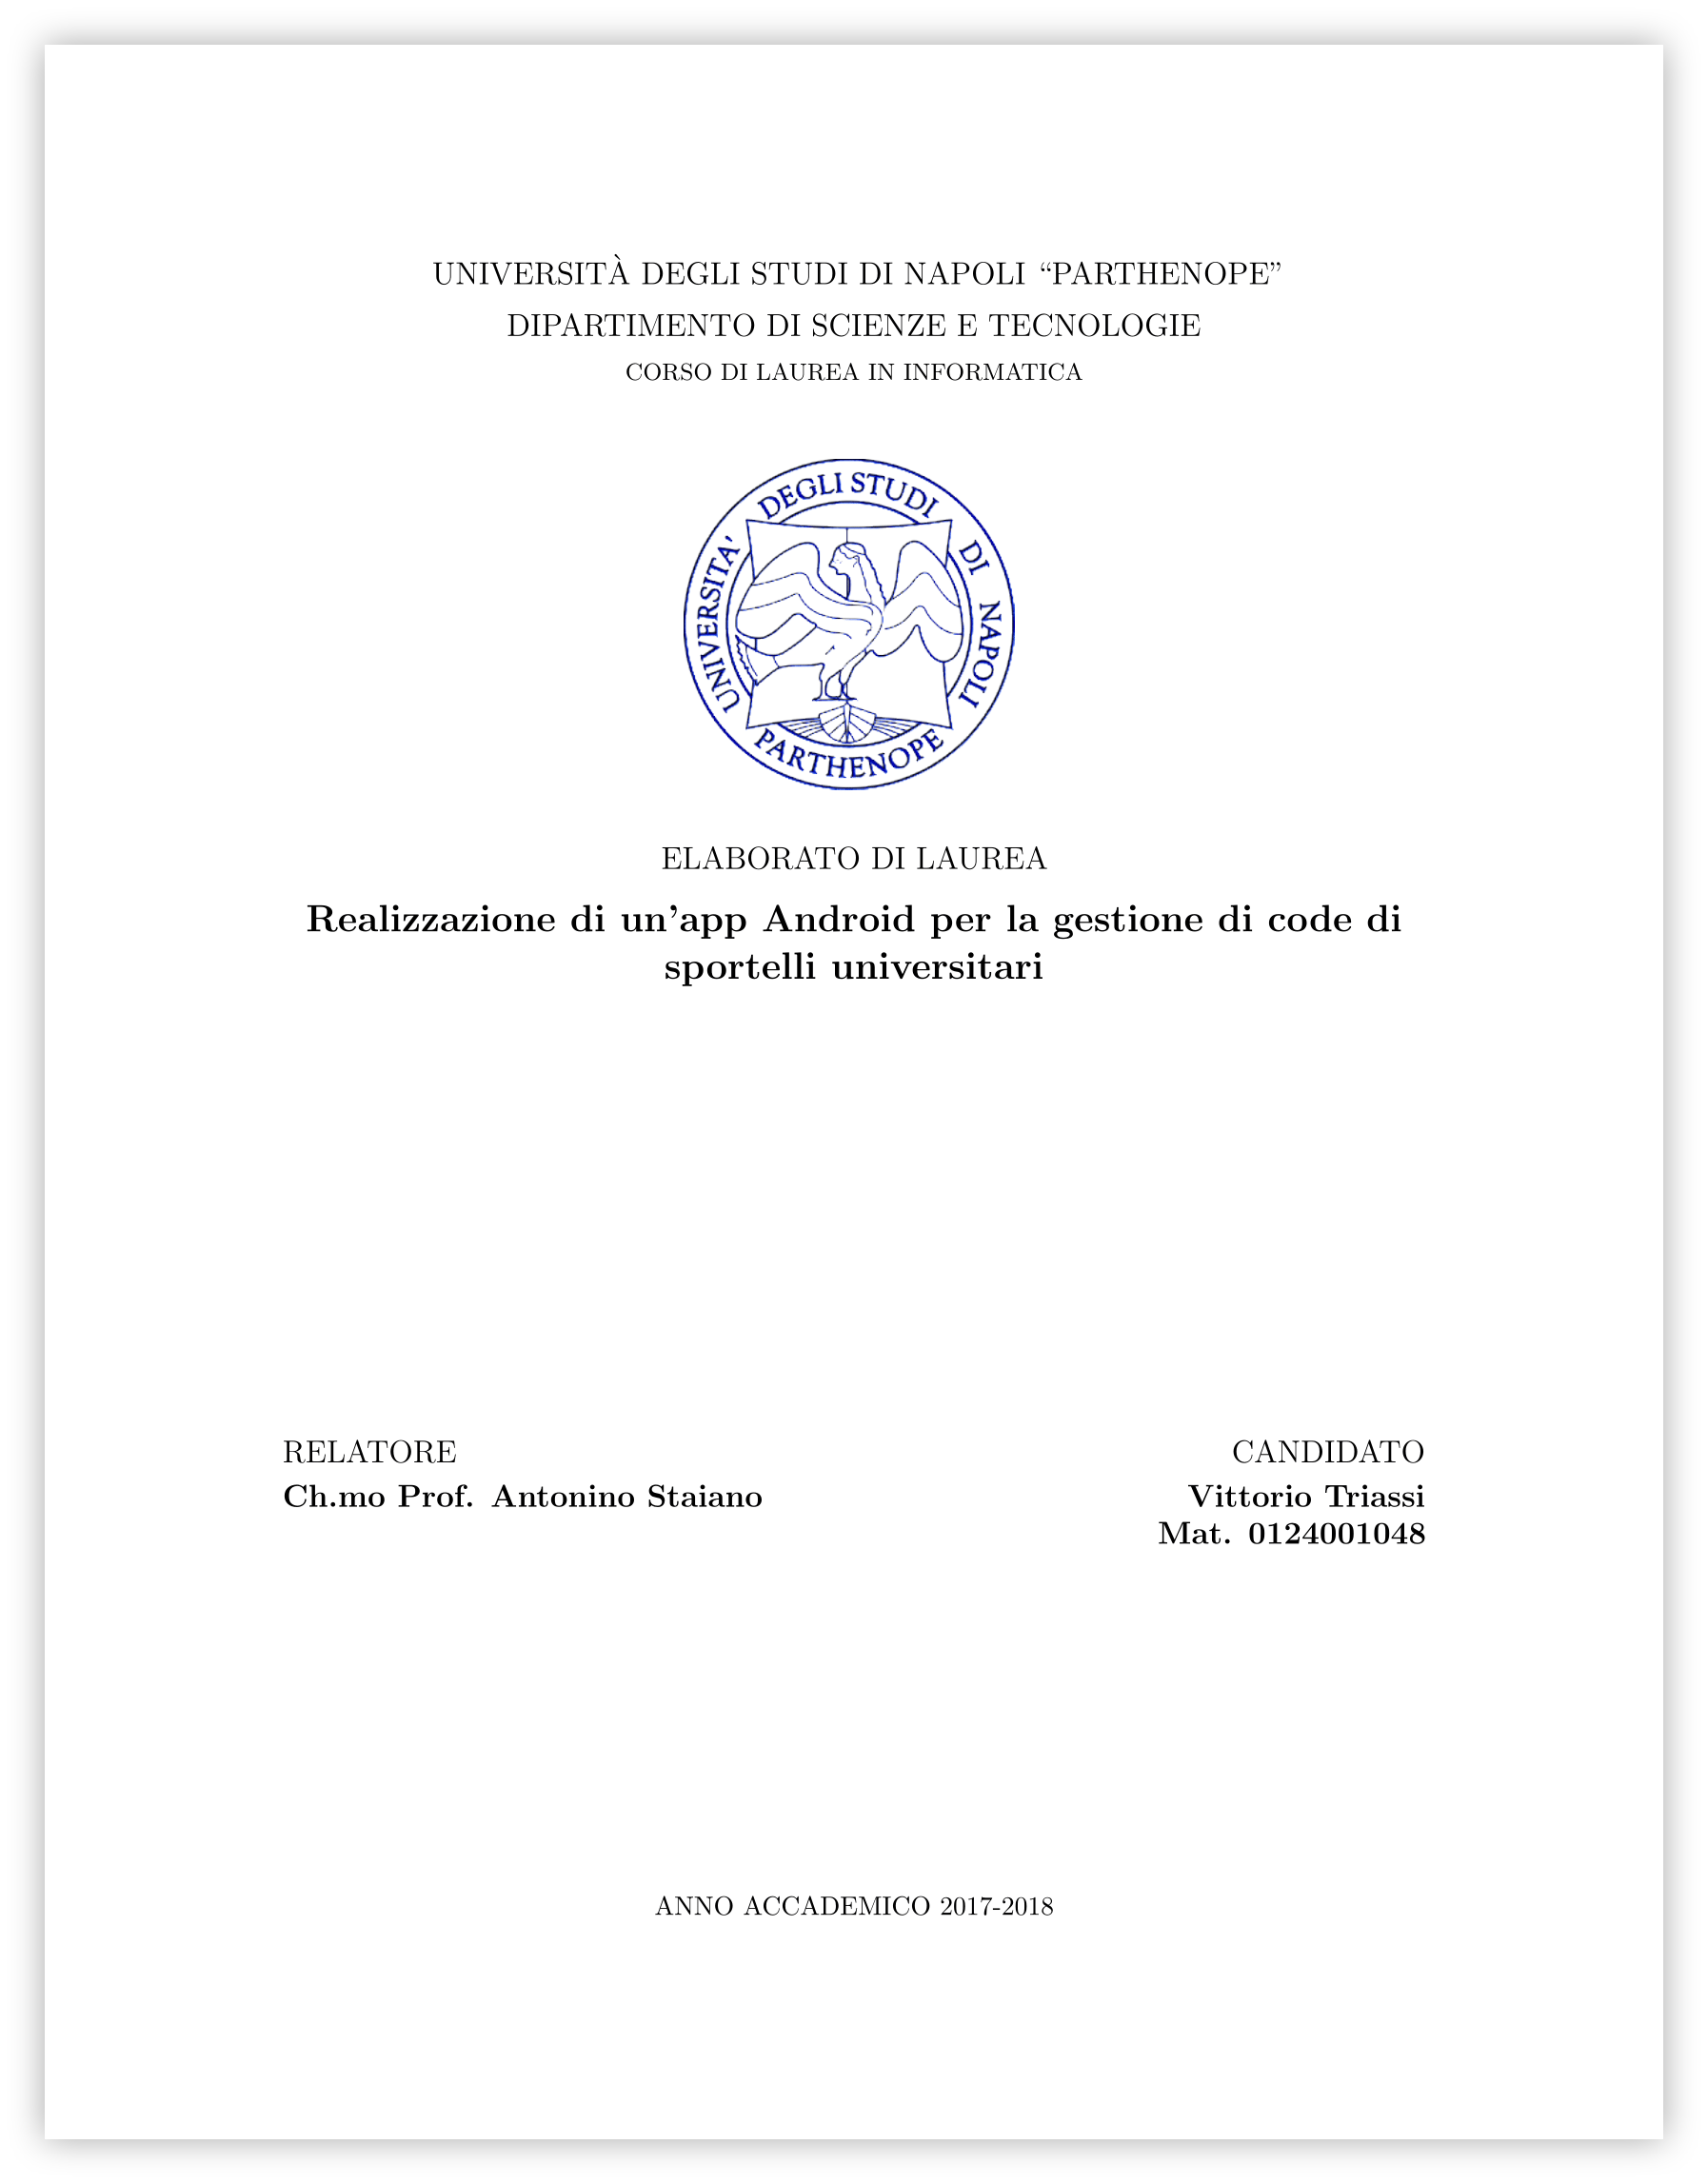 UNIVERSITÀ DEGLI STUDI DI NAPOLI “PARTHENOPE”
DIPARTIMENTO DI SCIENZE E TECNOLOGIE
CORSO DI LAUREA IN INFORMATICA
UNIVERSITA' DEGLI STUDI DI NAPOLI
PARTHENOPE
ELABORATO DI LAUREA
Realizzazione di un’app Android per la gestione di code di
sportelli universitari
RELATORE
Ch.mo Prof. Antonino Staiano
CANDIDATO
Vittorio Triassi
Mat. 0124001048
ANNO ACCADEMICO 2017-2018